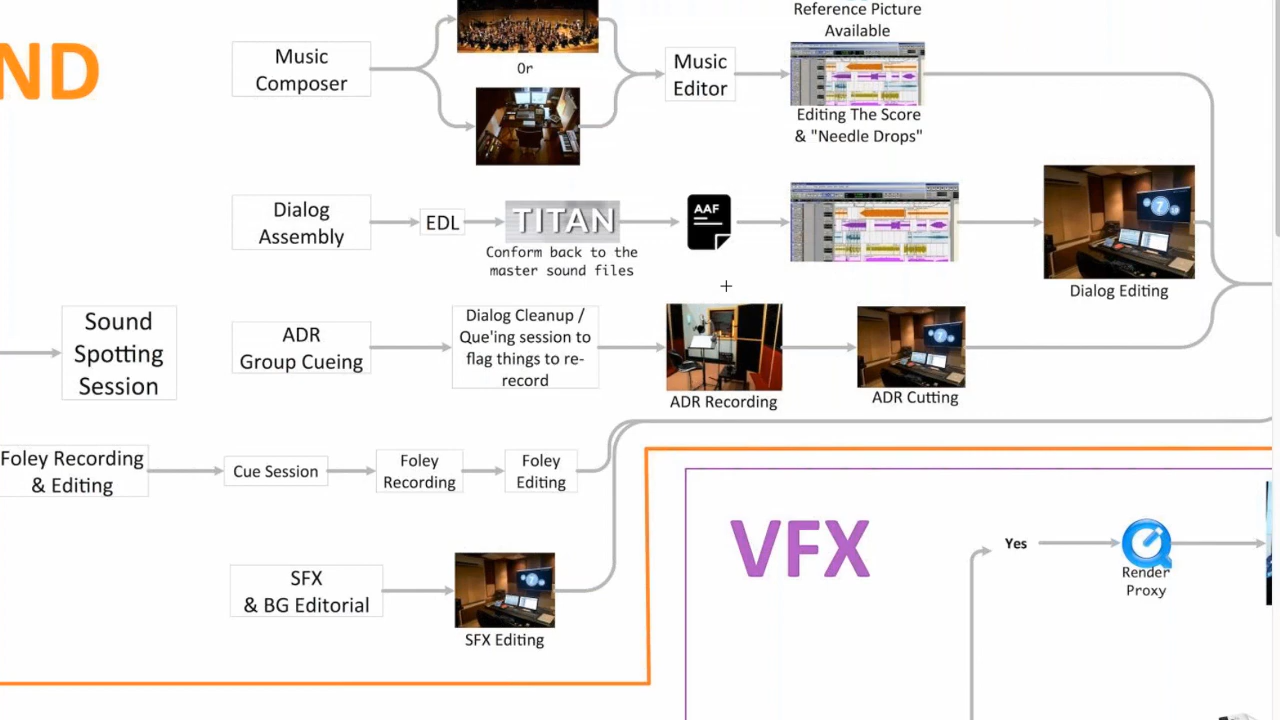 Reference Picture
Available
ND
Music
Composer
Or
Music
Editor
Editing The Score
& "Needle Drops"
Dialog
Assembly
EDL
TITAN
Conform back to the
master sound files
AAF
Dialog Editing
Sound
Spotting
Session
ADR
Group Cueing
Dialog Cleanup /
Que'ing session to
flag things to re-
record
+
ADR Recording
ADR Cutting
Foley Recording
& Editing
Cue Session
Foley
Recording
Foley
Editing
SFX
& BG Editorial
SFX Editing
VFX
Yes
Render
Proxy